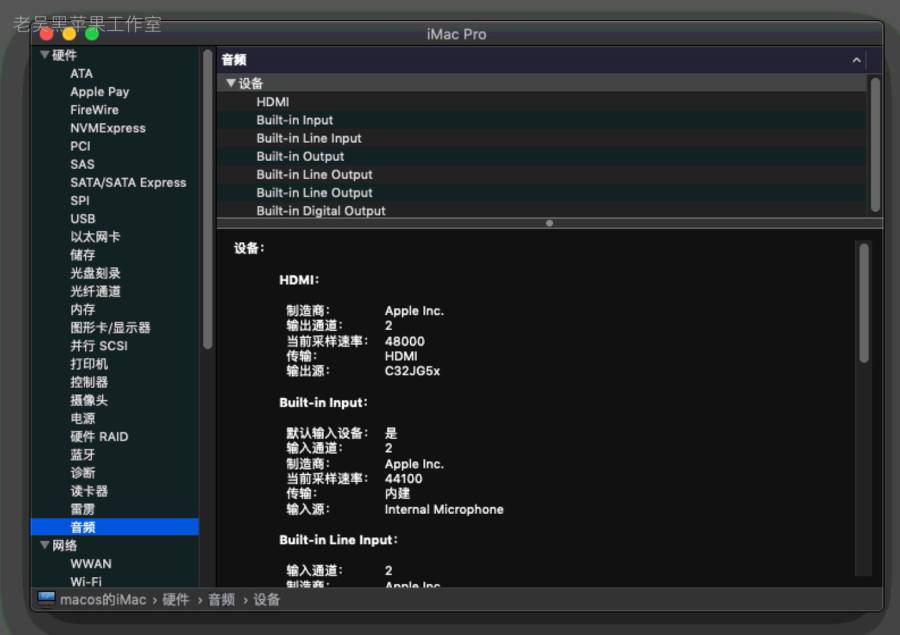 老吴黑苹果工作室
iMac Pro
硬件
ATA
Apple Pay
FireWire
NVMExpress
PCI
SAS
SATA/SATA Express
SPI
USB
以太网卡
储存
光盘刻录
光纤通道
内存
图形卡/显示器
并行 SCSI
打印机
控制器
摄像头
电源
硬件 RAID
蓝牙
诊断
读卡器
雷雳
音频
网络
WWAN
Wi-Fi
音频
设备
HDMI
Built-in Input
Built-in Line Input
Built-in Output
Built-in Line Output
Built-in Line Output
Built-in Digital Output
设备：
HDMI：
制造商： Apple Inc.
输出通道： 2
当前采样速率： 48000
传输： HDMI
输出源： C32JG5x
Built-in Input：
默认输入设备： 是
输入通道： 2
制造商： Apple Inc.
当前采样速率： 44100
传输： 内建
输入源： Internal Microphone
Built-in Line Input：
输入通道： 2
制造商： Apple Inc.
macos的iMac › 硬件 › 音频 › 设备